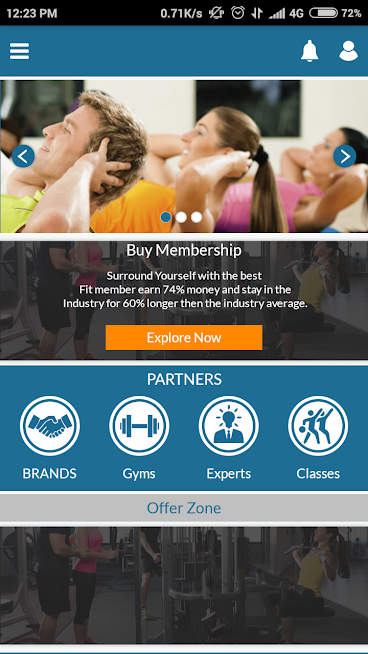 12:23 PM 0.71K/s 4G 72%
Buy Membership
Surround Yourself with the best
Fit member earn 74% money and stay in the
Industry for 60% longer then the industry average.
Explore Now
PARTNERS
BRANDS Gyms Experts Classes
Offer Zone